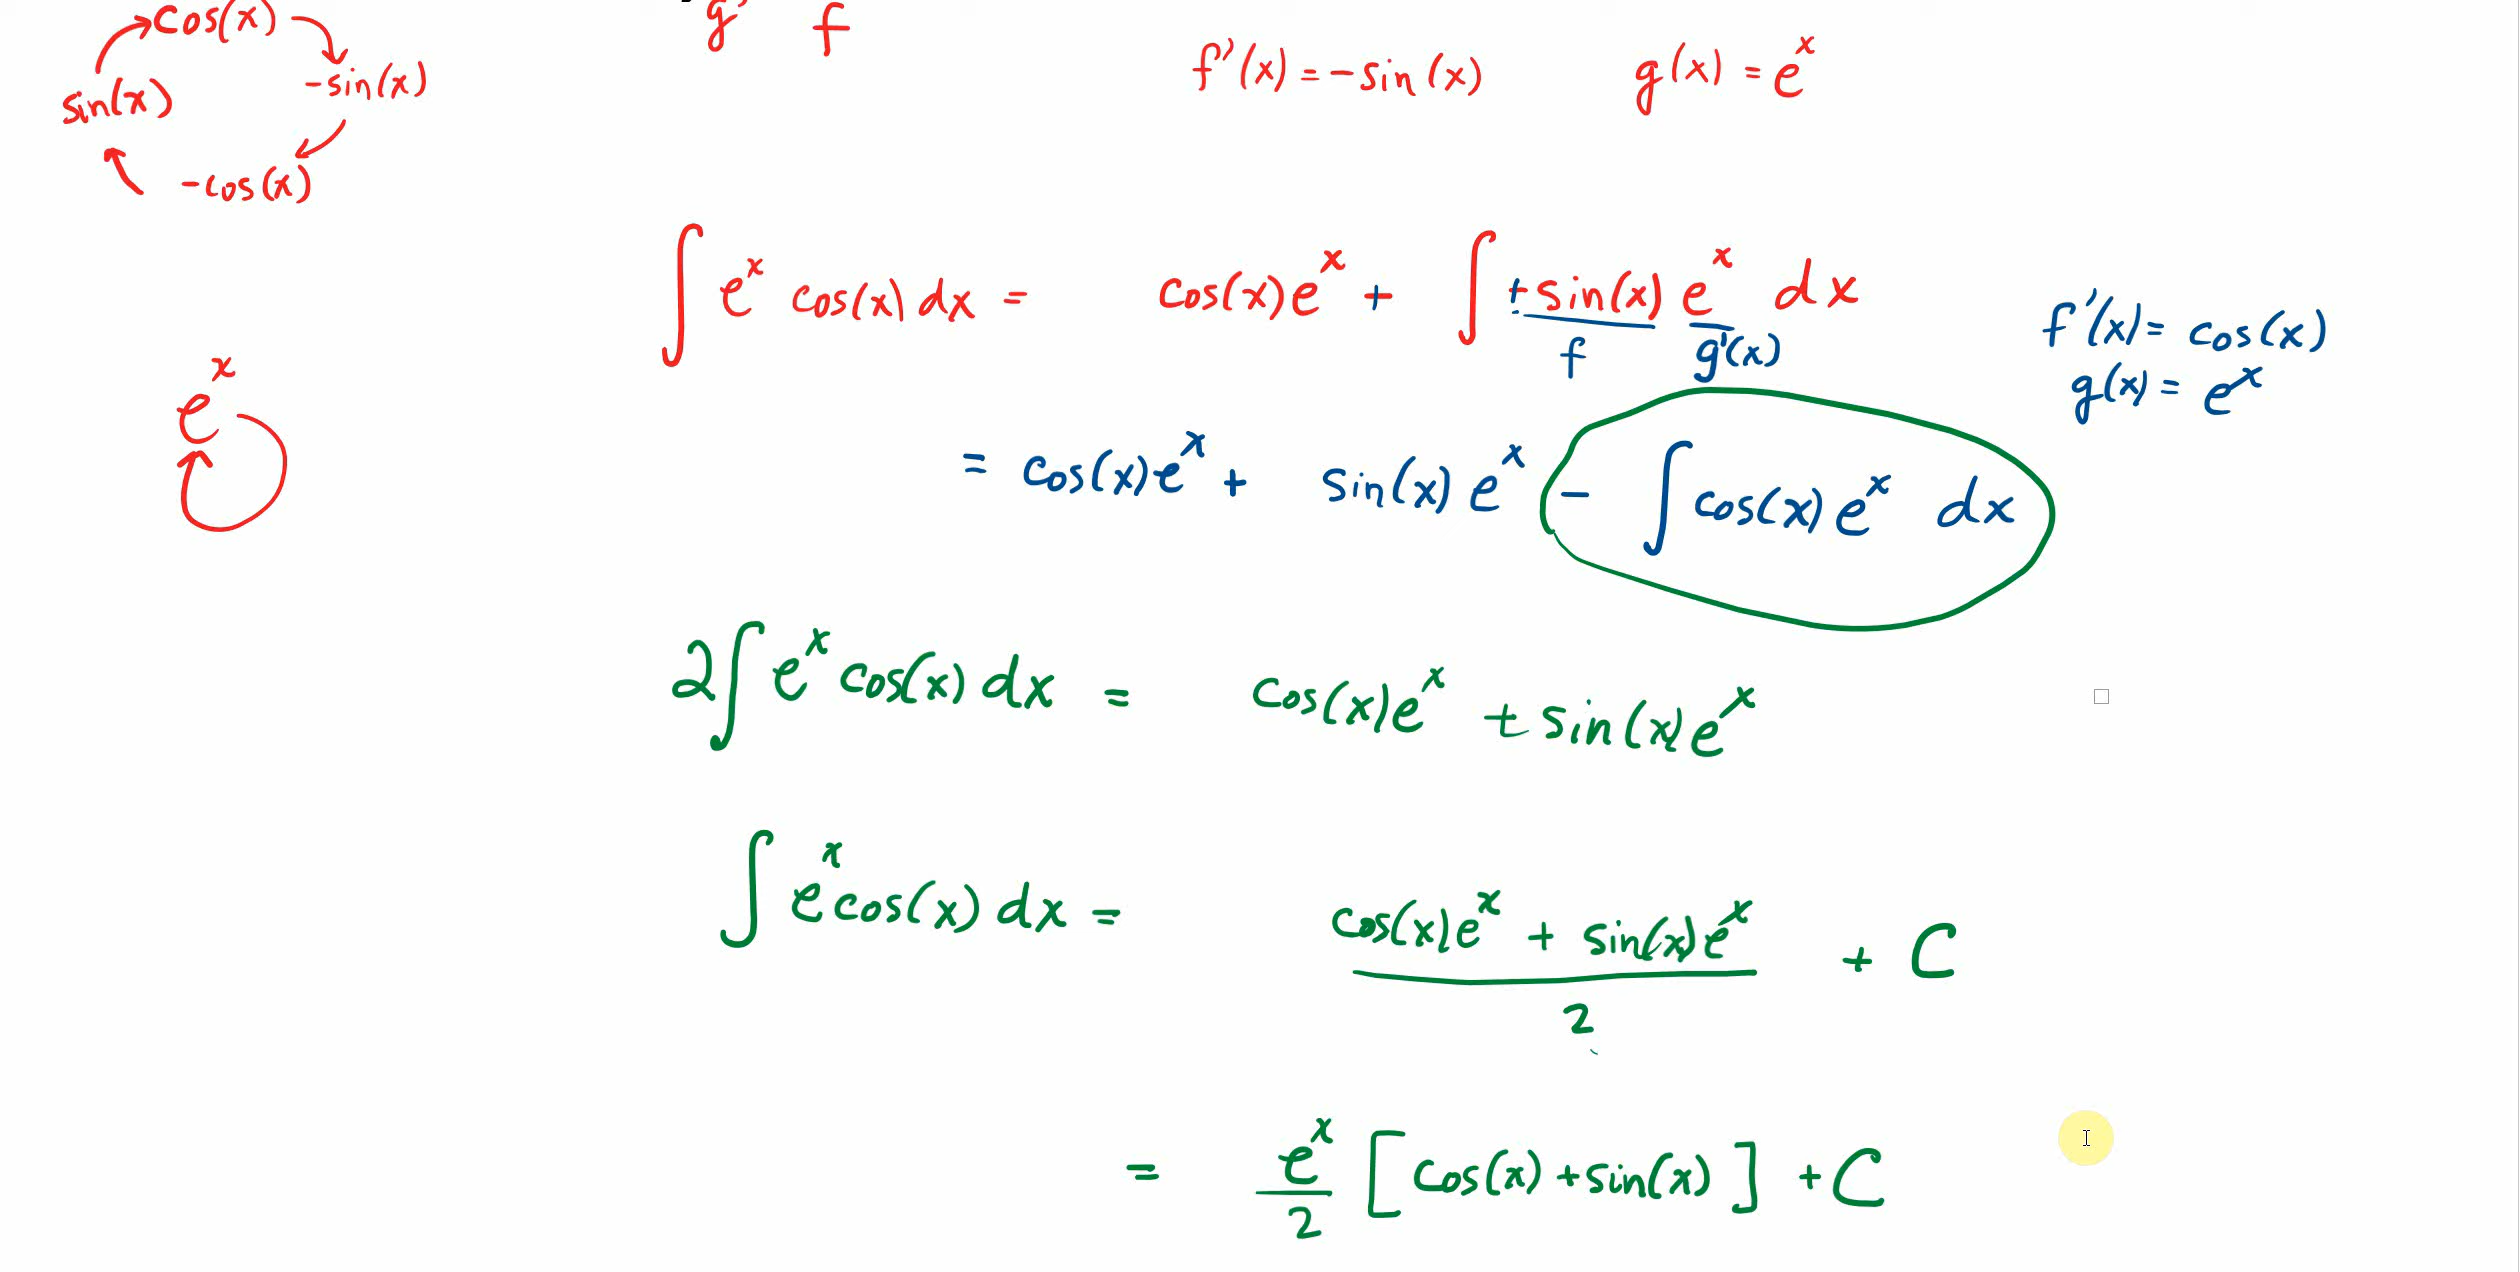 cos(x)
sin(x) -sin(x)
-cos(x)
g' f
f'(x) = -sin(x) g(x) = e^x
∫ e^x cos(x) dx = cos(x) e^x + ∫ + sin(x) e^x dx
f g'(x)
f'(x) = cos(x)
g(x) = e^x
e^x
= cos(x) e^x + sin(x) e^x - ∫ cos(x) e^x dx
2∫ e^x cos(x) dx = cos(x) e^x + sin(x) e^x
∫ e^x cos(x) dx = cos(x) e^x + sin(x) e^x + C
2
= e^x/2 [cos(x) + sin(x)] + C